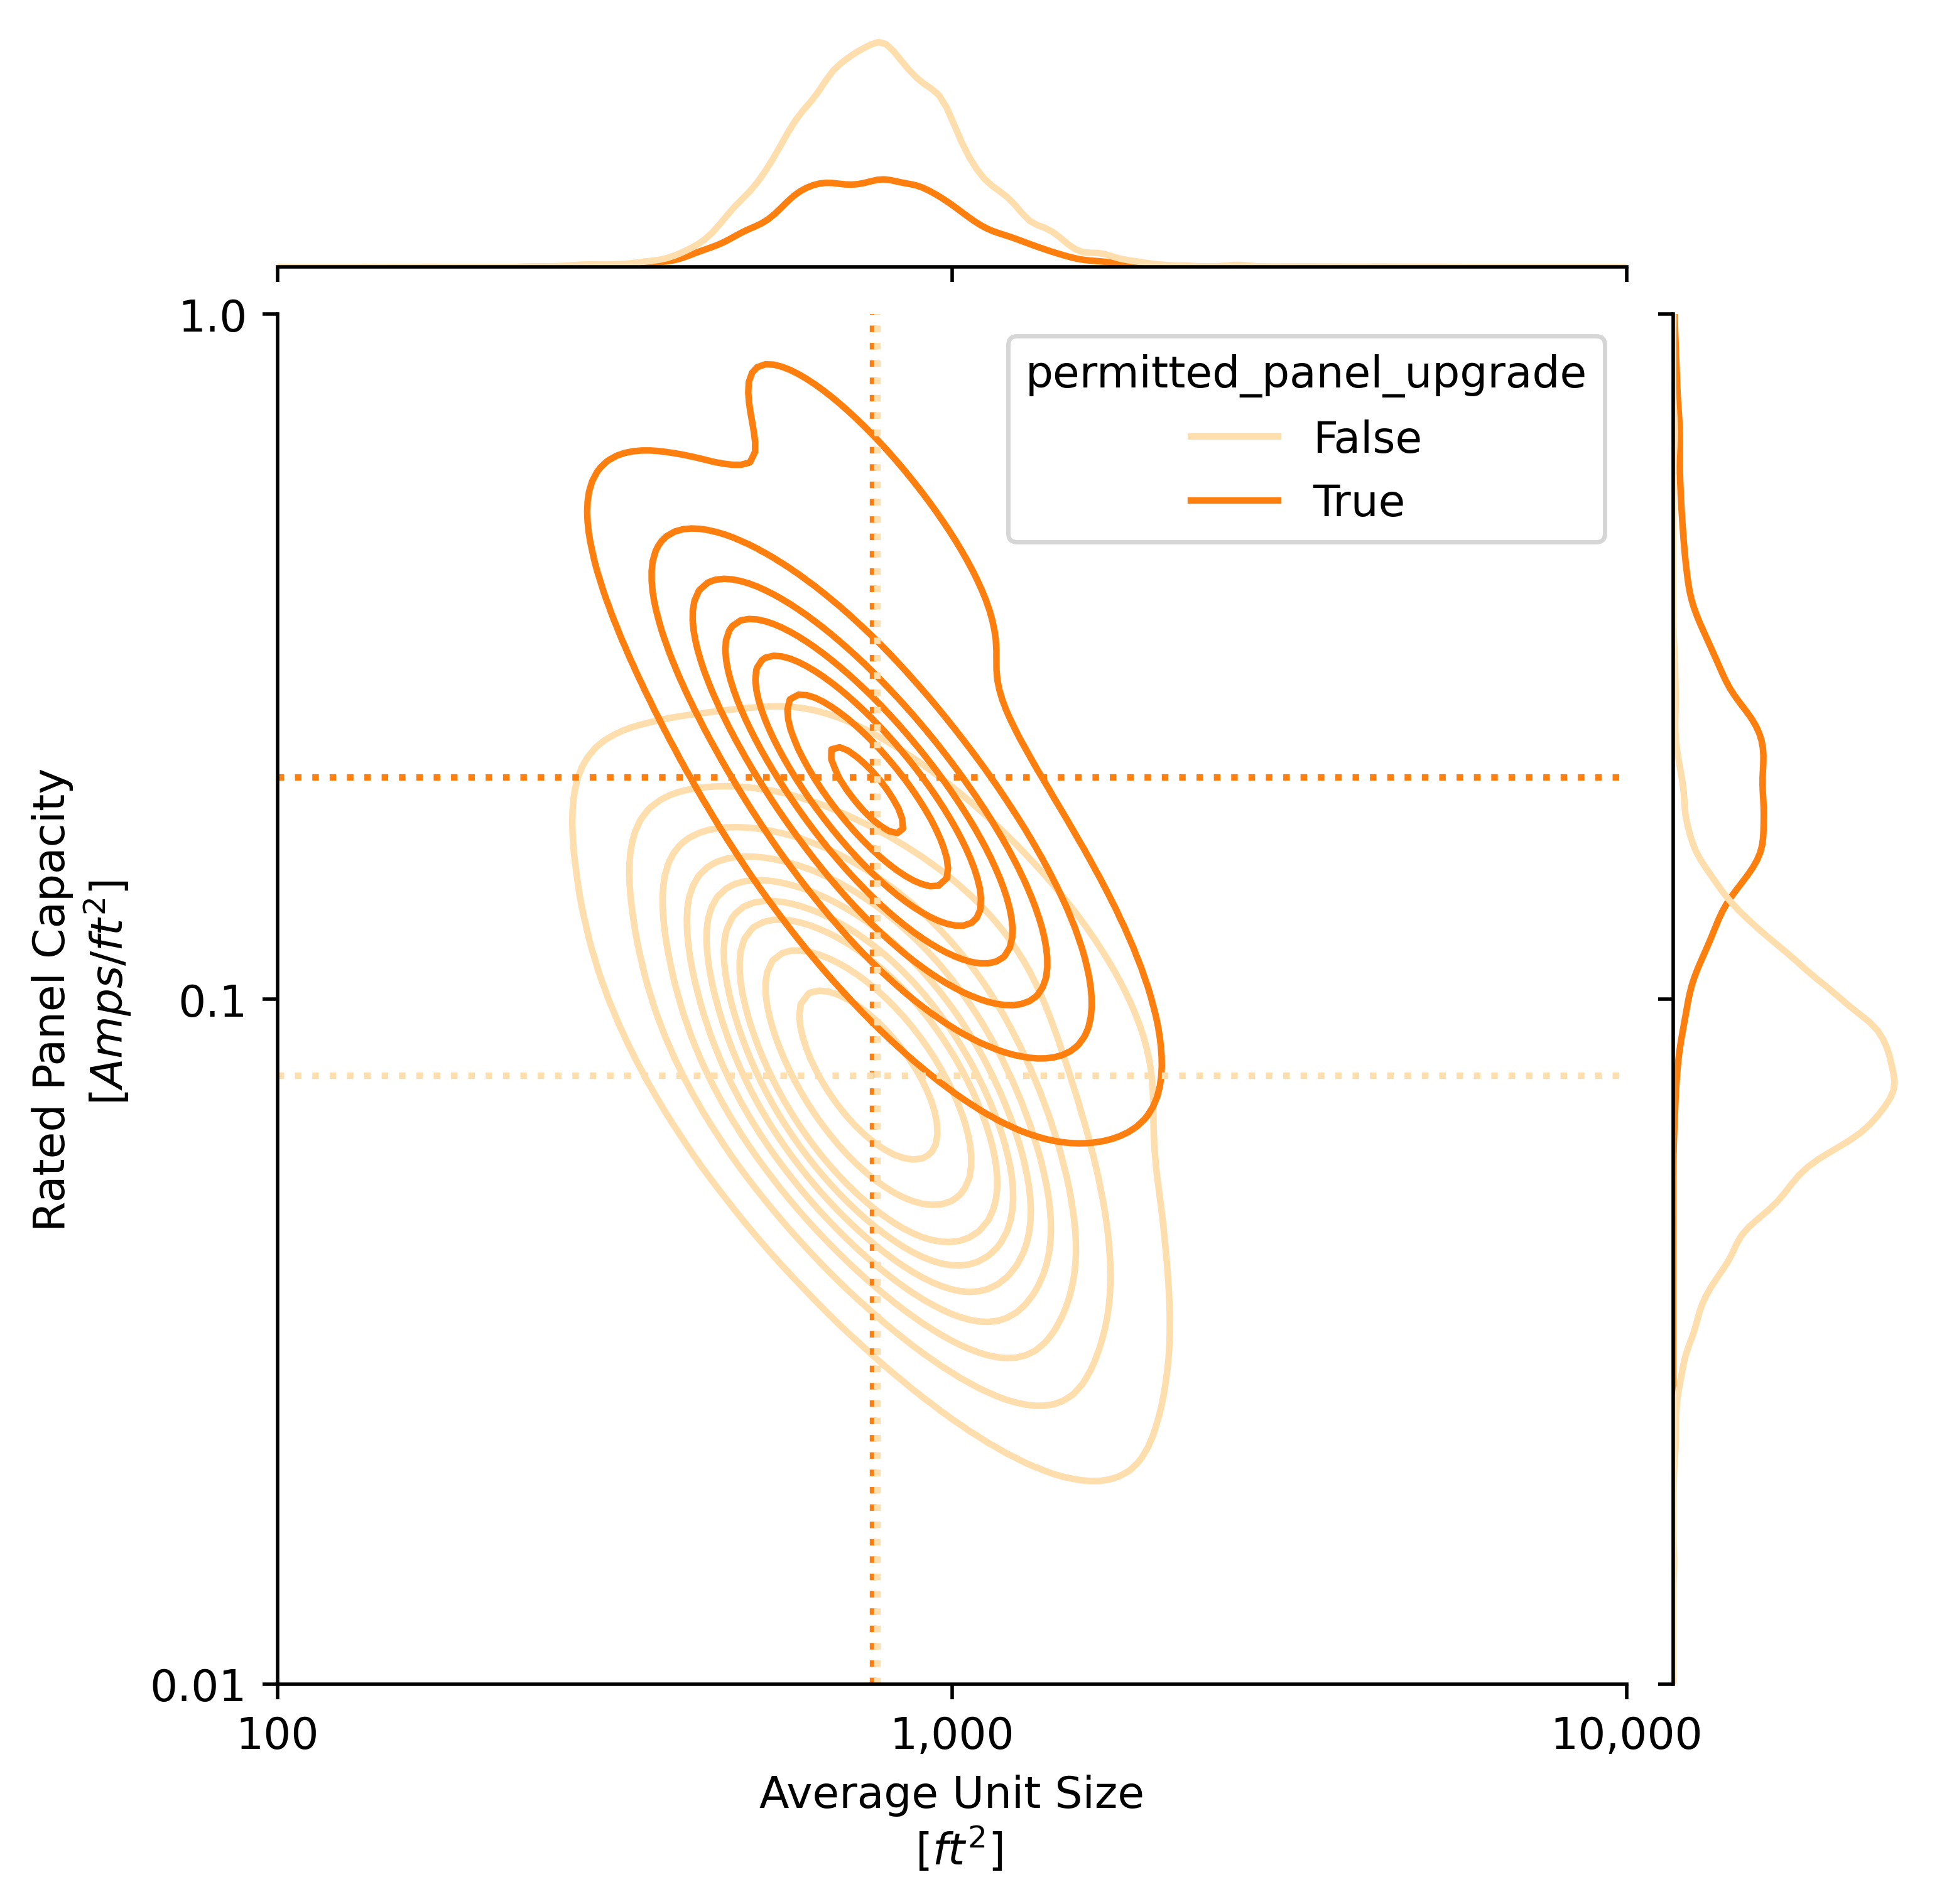 permitted_panel_upgrade
False
True
1.0
0.1
0.01
Rated Panel Capacity
[Amps/ft²]
100
1,000
10,000
Average Unit Size
[ft²]